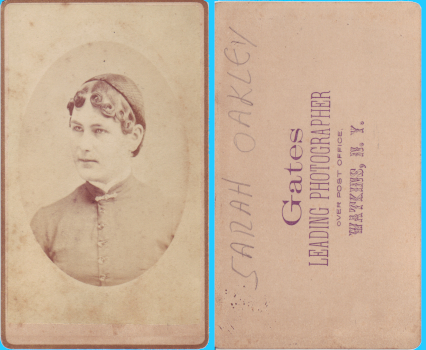 SARAH OAKLEY
Gates
LEADING PHOTOGRAPHER
OVER POST OFFICE.
WATKINS, N. Y.